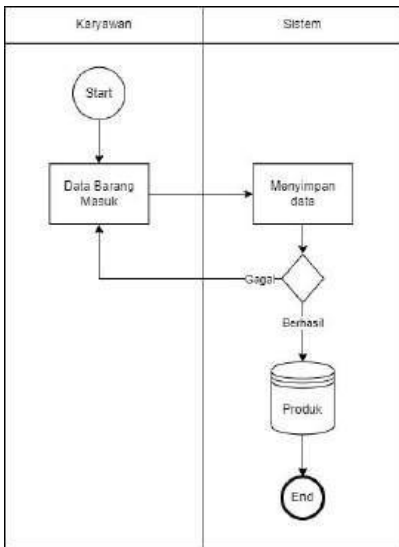 Karyawan
Sistem
Start
Data Barang
Masuk
Menyimpan
data
Gagal
Berhasil
Produk
End